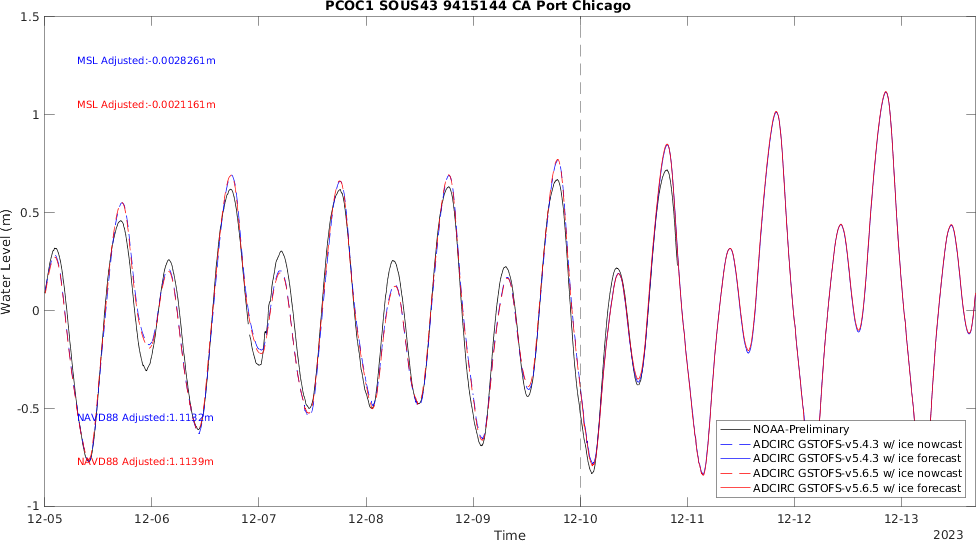 PCOC1 SOUS43 9415144 CA Port Chicago
1.5
MSL Adjusted:-0.0028261m
MSL Adjusted:-0.0021161m
1
0.5
Water Level (m)
0
-0.5
NAVD88 Adjusted:1.1132m
NAVD88 Adjusted:1.1139m
-1
NOAA-Preliminary
ADCIRC GSTOFS-v5.4.3 w/ ice nowcast
ADCIRC GSTOFS-v5.4.3 w/ ice forecast
ADCIRC GSTOFS-v5.6.5 w/ ice nowcast
ADCIRC GSTOFS-v5.6.5 w/ ice forecast
12-05 12-06 12-07 12-08 12-09 12-10 12-11 12-12 12-13
Time
2023